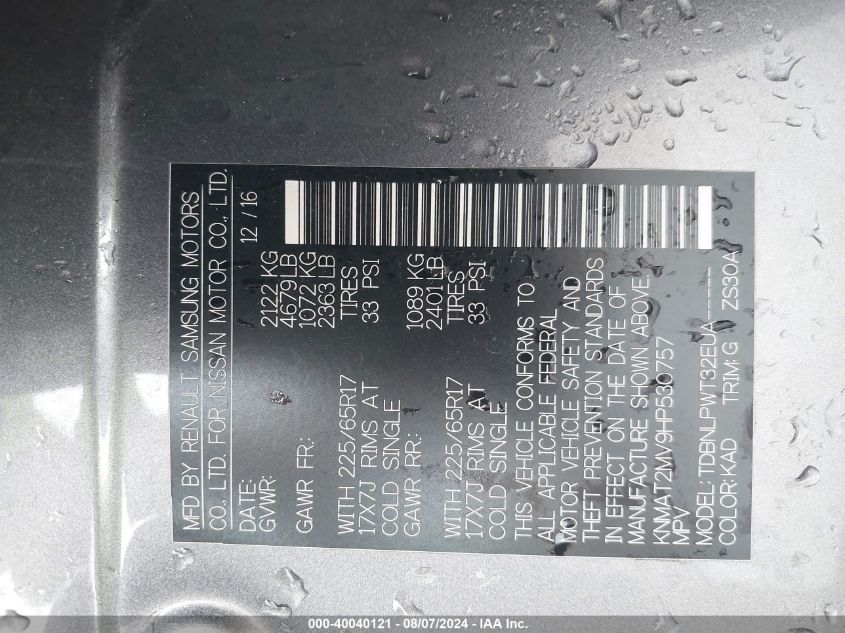 MFD BY RENAULT SAMSUNG MOTORS
CO., LTD. FOR NISSAN MOTOR CO., LTD.
DATE: 12 / 16
GVWR: 2122 KG
4679 LB
GAWR FR: 1072 KG
2363 LB
WITH 225/65R17 TIRES
17X7J RIMS AT 33 PSI
COLD SINGLE
GAWR RR: 1089 KG
2401 LB
WITH 225/65R17 TIRES
17X7J RIMS AT 33 PSI
COLD SINGLE
THIS VEHICLE CONFORMS TO
ALL APPLICABLE FEDERAL
MOTOR VEHICLE SAFETY AND
THEFT PREVENTION STANDARDS
IN EFFECT ON THE DATE OF
MANUFACTURE SHOWN ABOVE.
KNMAT2MV9HP530757
MPV
MODEL: TDBNLPWT32EUA-----
COLOR: KAD TRIM: G ZS30A
000-40040121 - 08/07/2024 - IAA Inc.